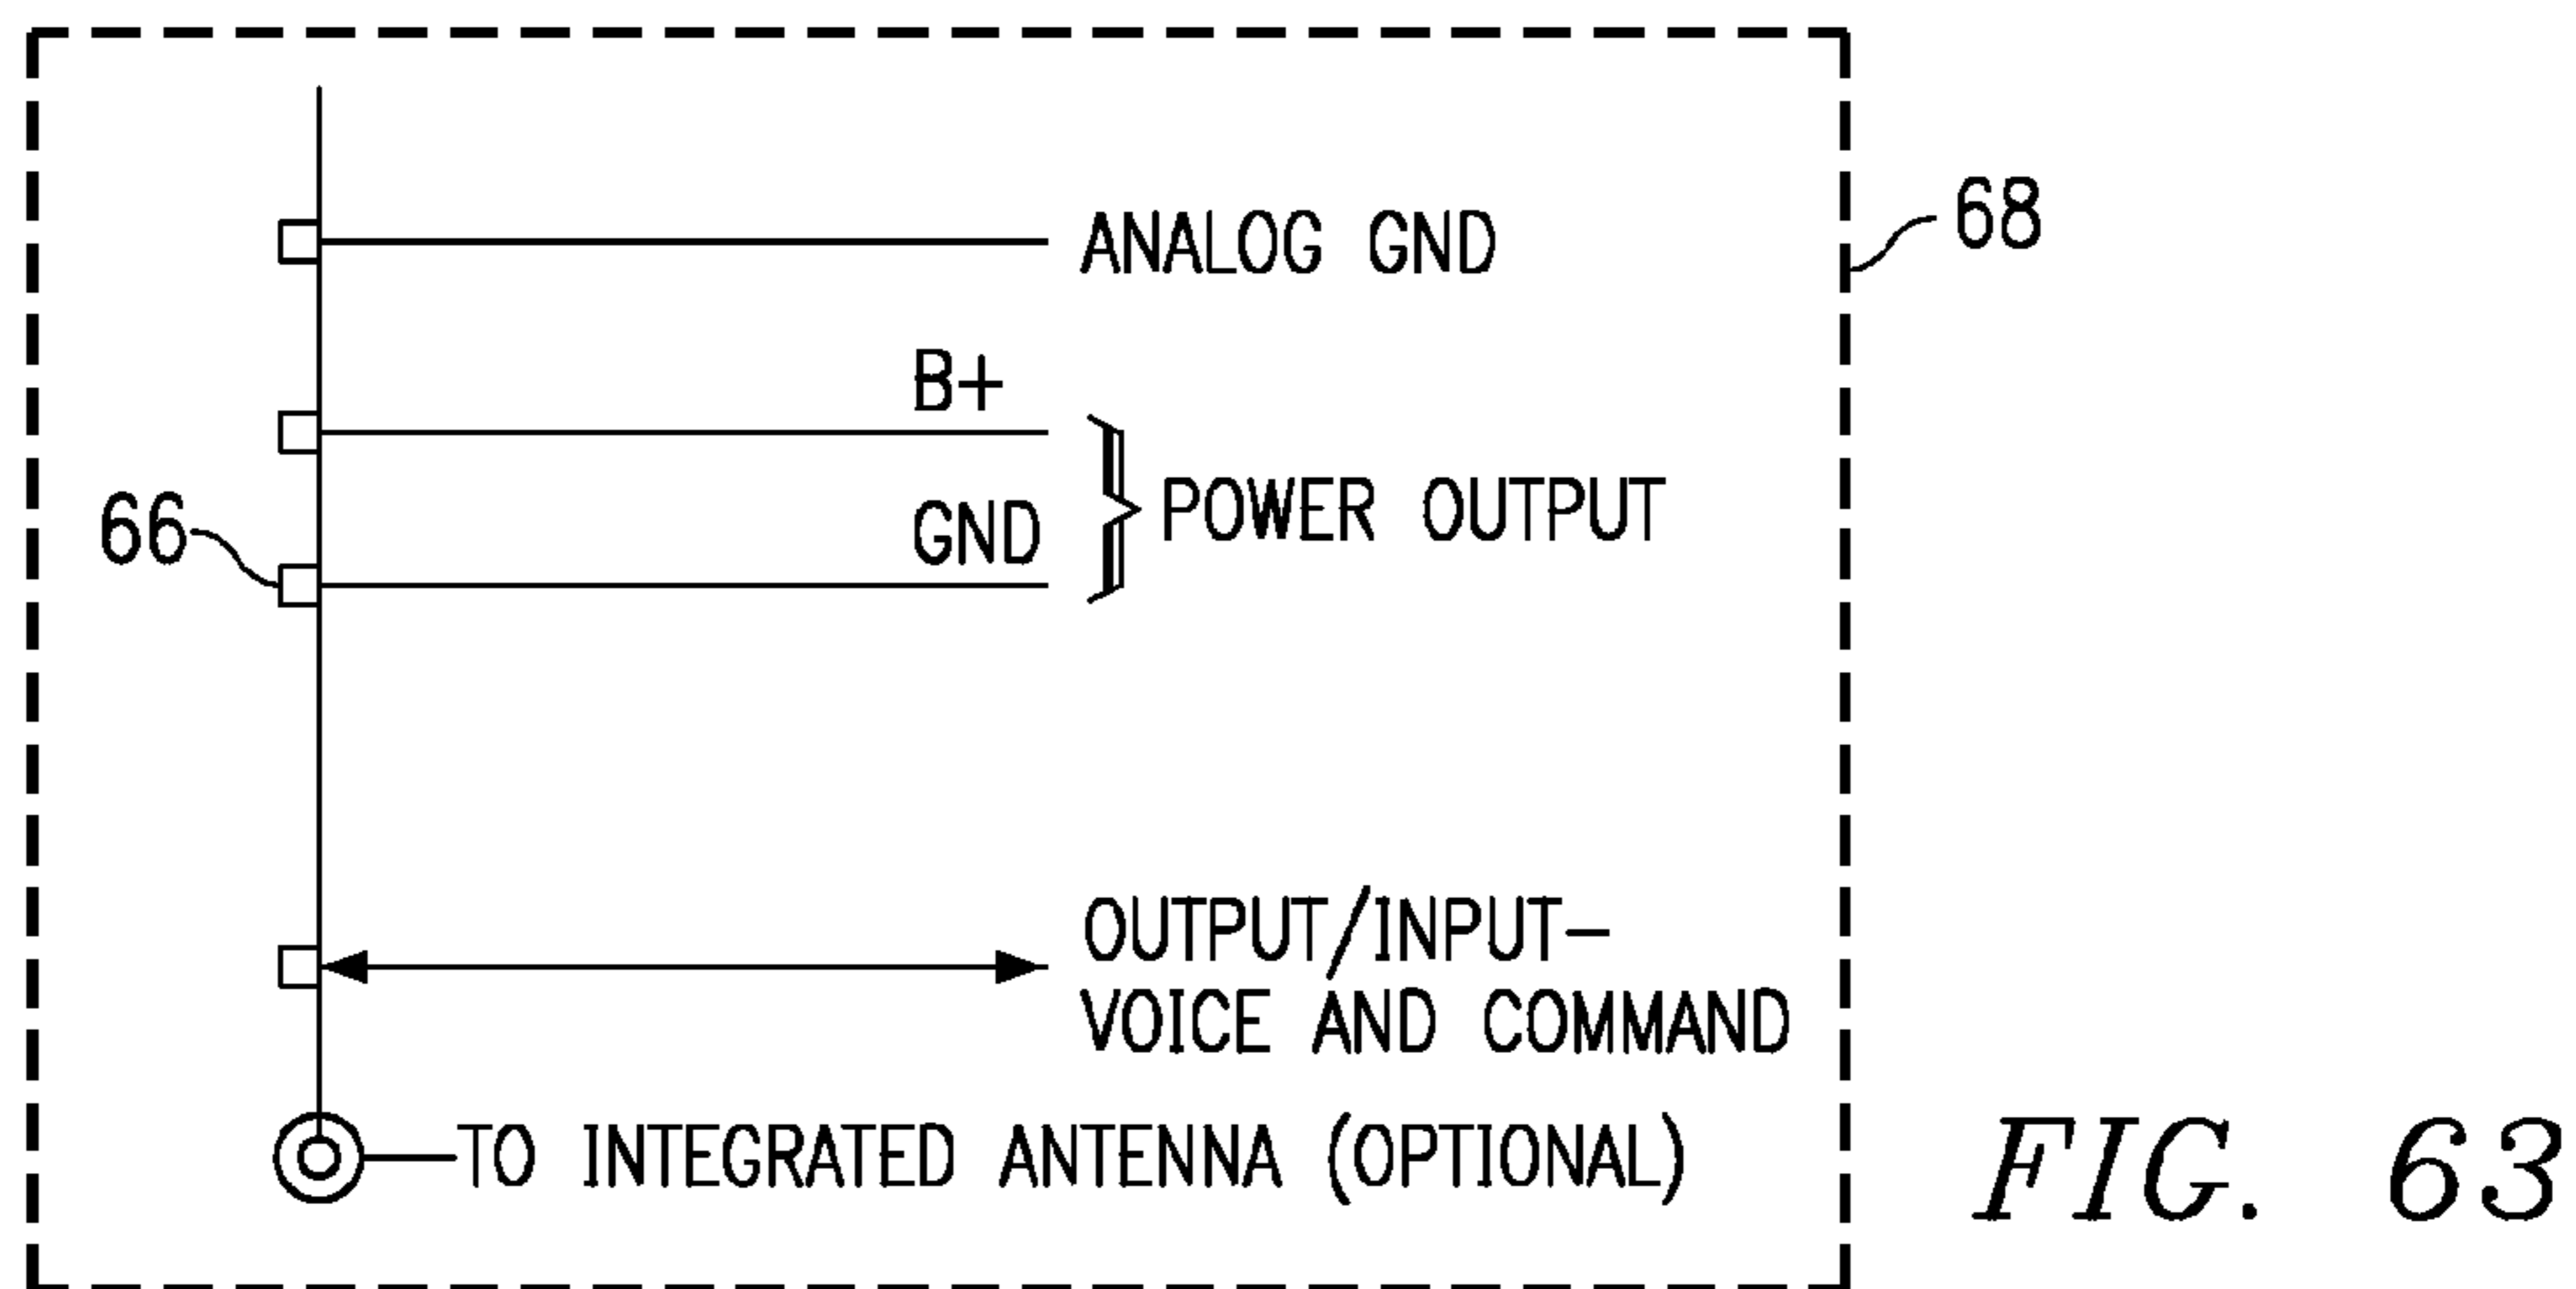 68
ANALOG GND
B+
66
GND
POWER OUTPUT
OUTPUT/INPUT-
VOICE AND COMMAND
TO INTEGRATED ANTENNA (OPTIONAL)
FIG. 63